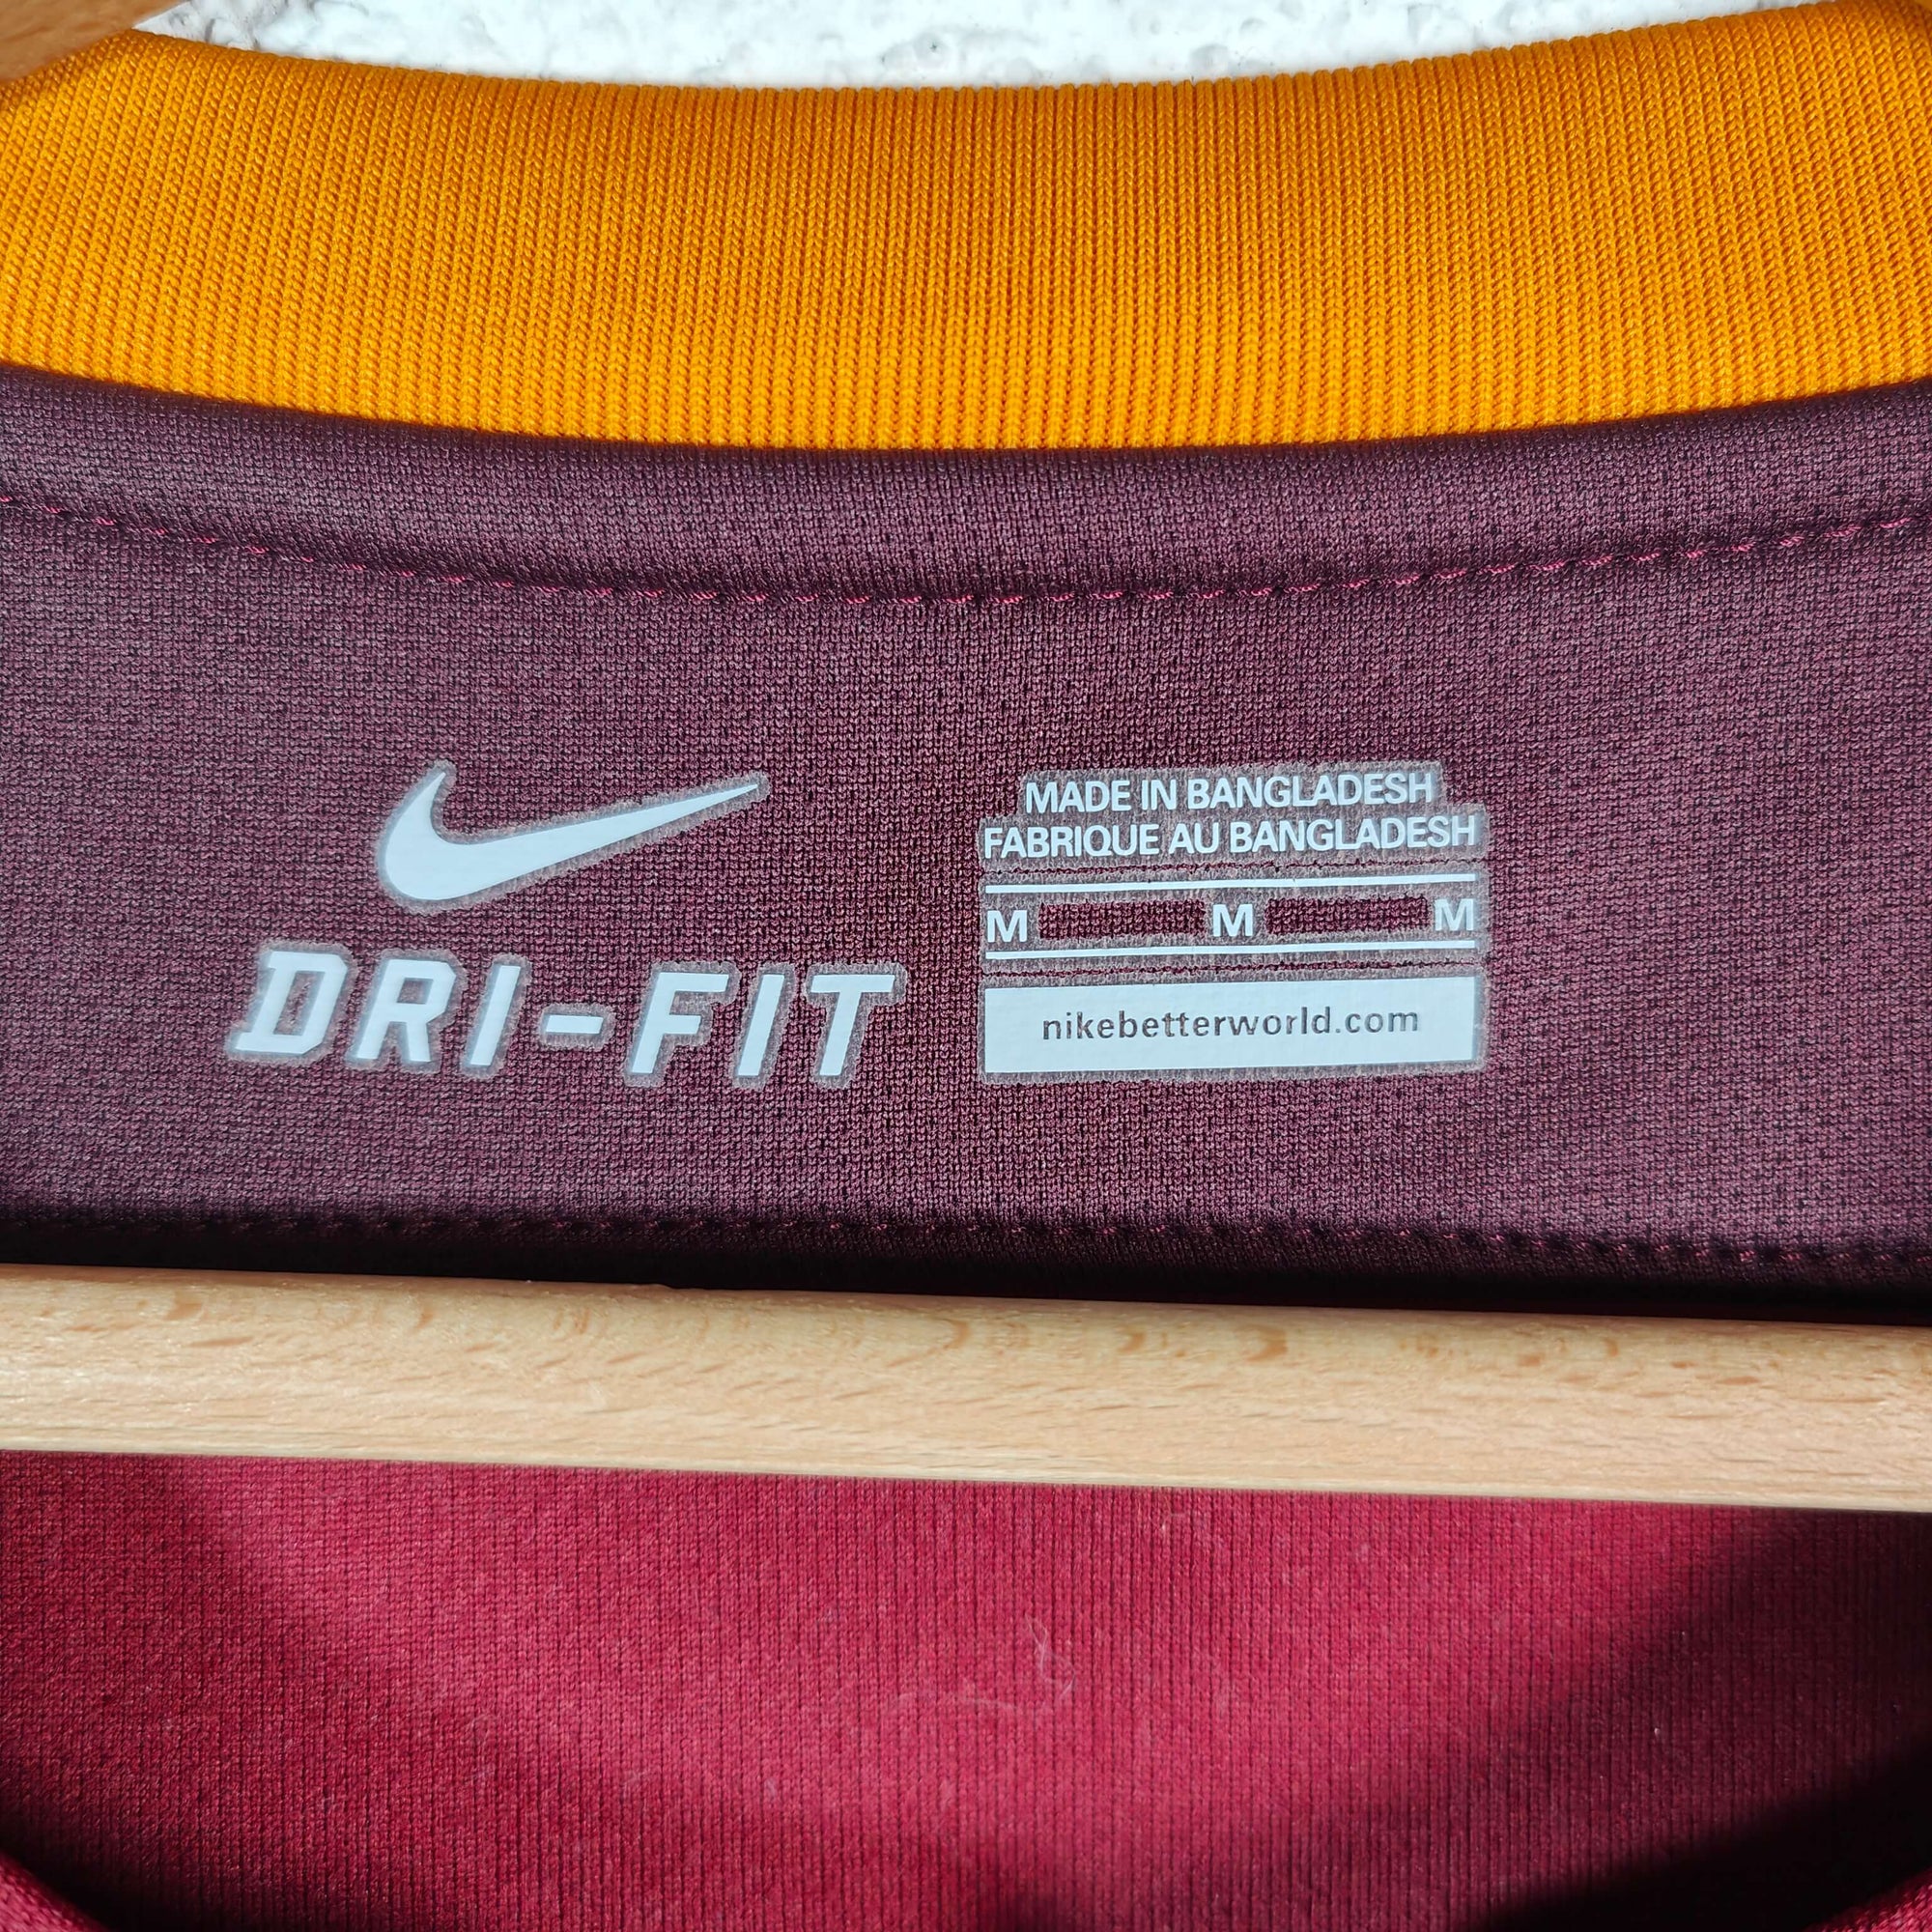 DRI-FIT
MADE IN BANGLADESH
FABRIQUE AU BANGLADESH
M M M
nikebetterworld.com